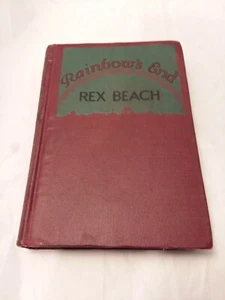 Rainbow's End
REX BEACH